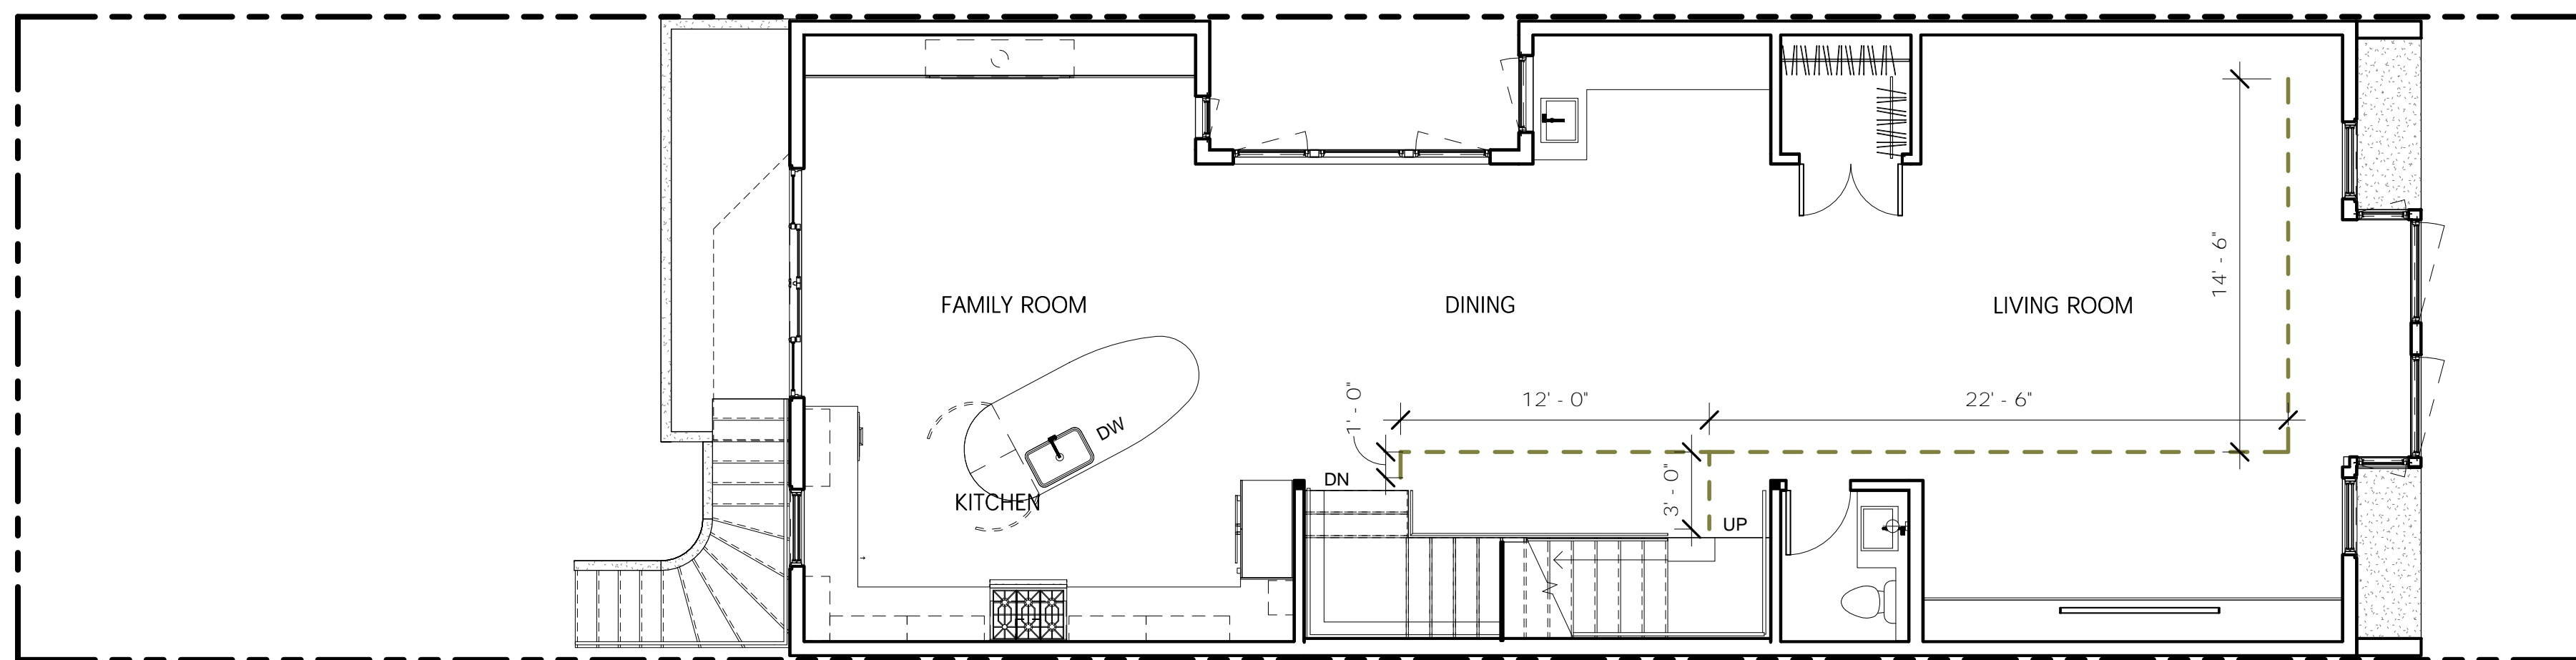 FAMILY ROOM
DINING
LIVING ROOM
14' - 6"
1' - 0"
12' - 0"
22' - 6"
DW
KITCHEN
DN
3' - 0"
UP